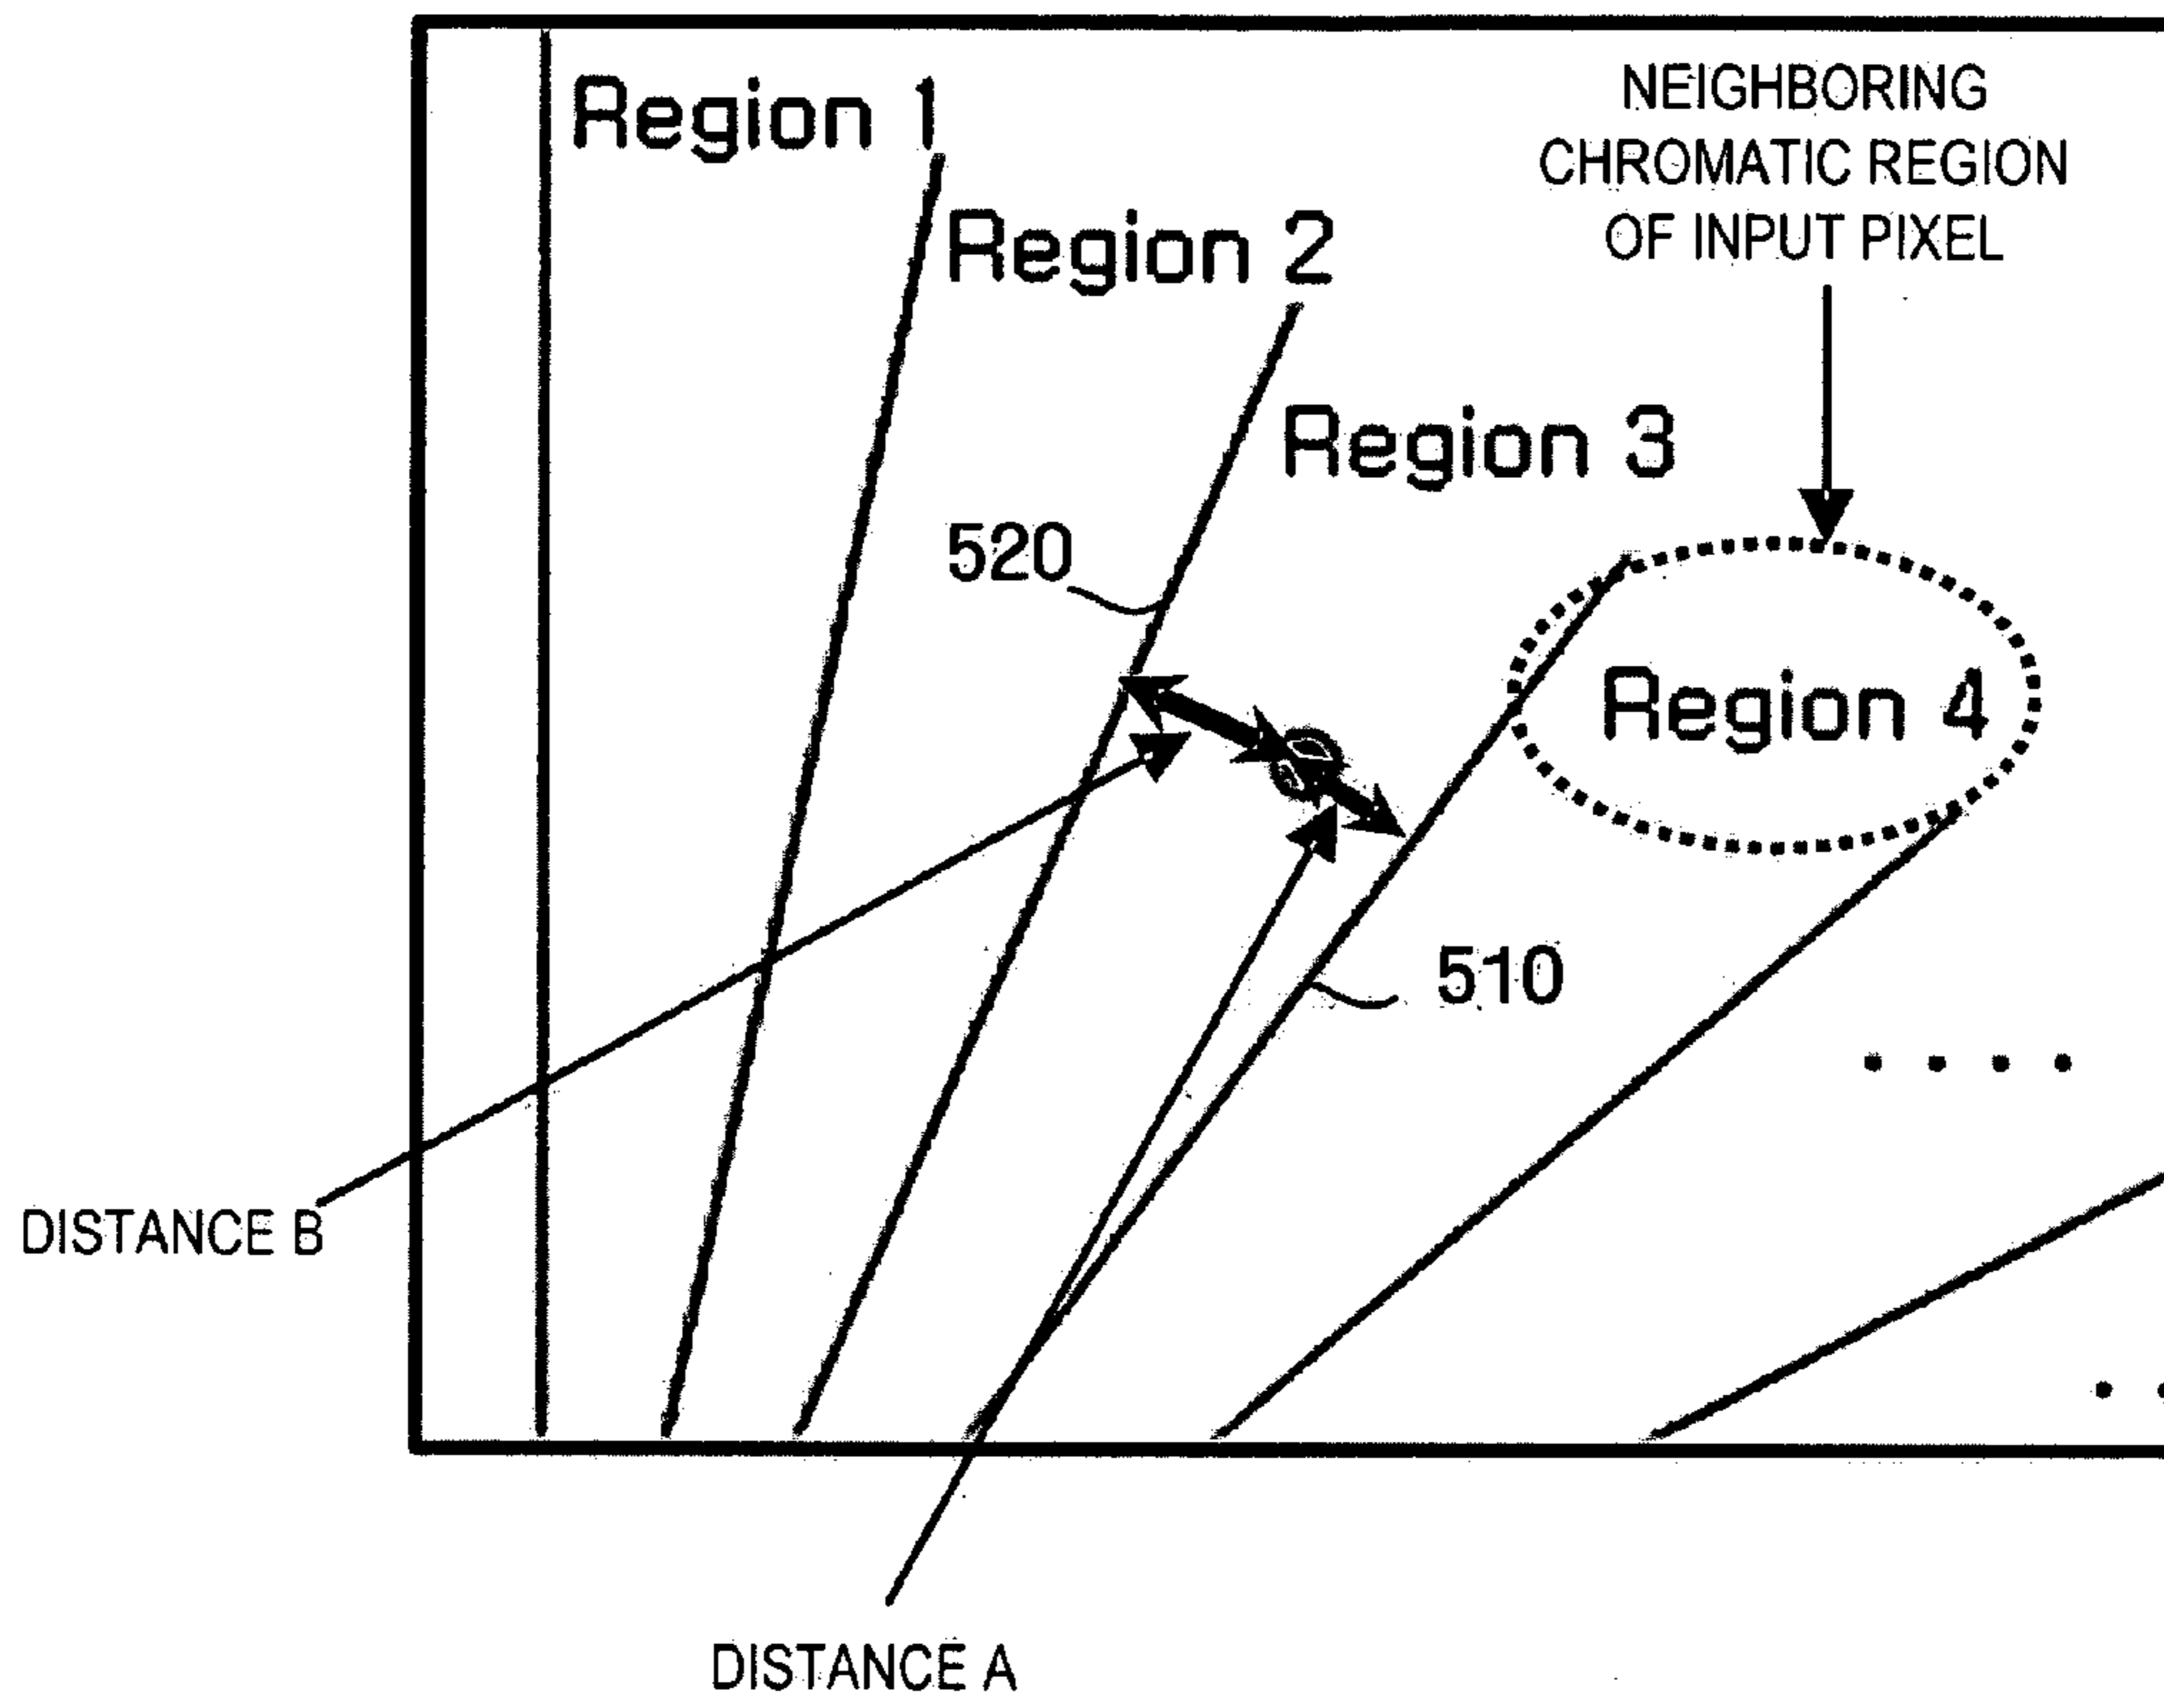 Region 1
NEIGHBORING
CHROMATIC REGION
OF INPUT PIXEL
Region 2
Region 3
520
Region 4
510
DISTANCE B
DISTANCE A